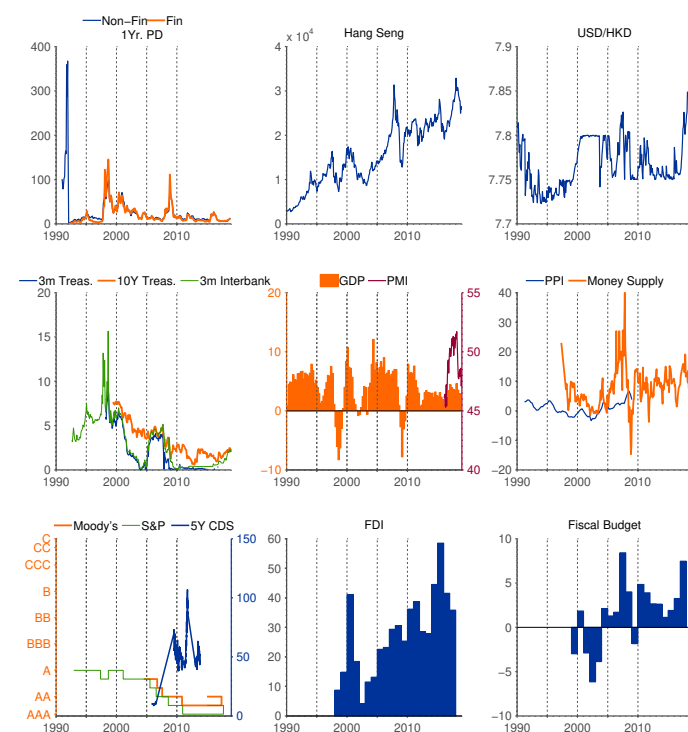 Non−Fin Fin
1Yr. PD
400
300
200
100
0
1990 2000 2010
x 10^4 Hang Seng
4
3
2
1
0
1990 2000 2010
USD/HKD
7.9
7.85
7.8
7.75
7.7
1990 2000 2010
3m Treas. 10Y Treas. 3m Interbank
20
15
10
5
0
1990 2000 2010
GDP PMI
20 55
10 50
0 45
−10 40
1990 2000 2010
PPI Money Supply
40
30
20
10
0
−10
−20
1990 2000 2010
Moody's S&P 5Y CDS
C 150
CC
CCC
B 100
BB
BBB
A 50
AA
AAA 0
1990 2000 2010
FDI
60
50
40
30
20
10
0
1990 2000 2010
Fiscal Budget
10
5
0
−5
−10
1990 2000 2010